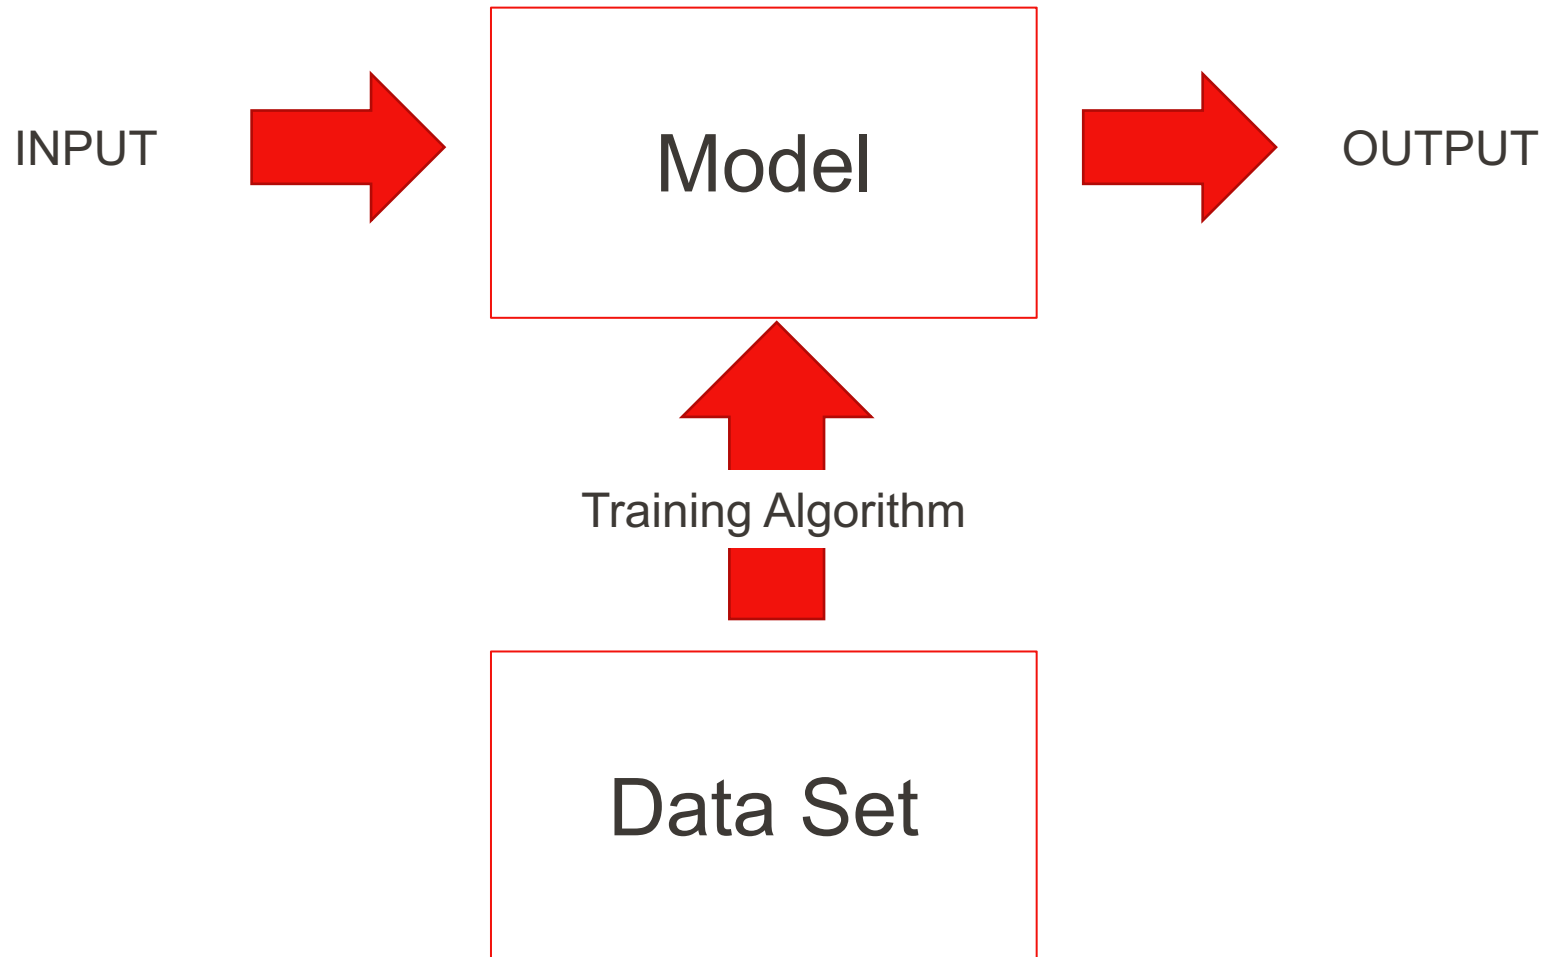 INPUT
Model
OUTPUT
Training Algorithm
Data Set